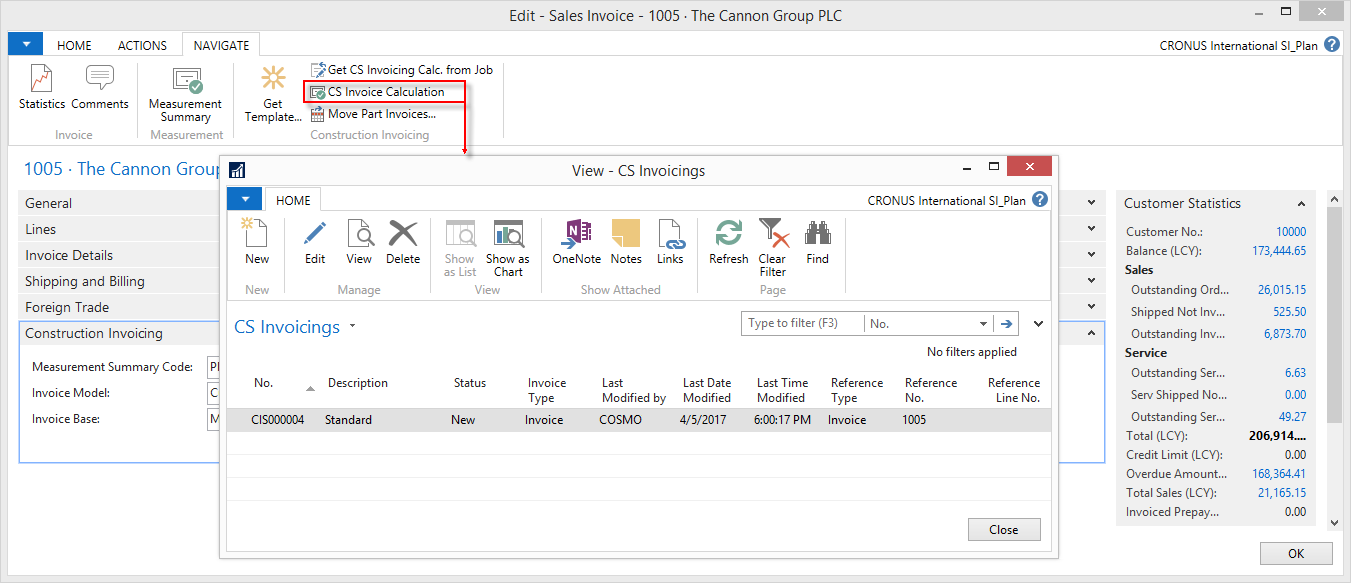 Edit - Sales Invoice - 1005 · The Cannon Group PLC
HOME ACTIONS NAVIGATE CRONUS International SI_Plan ?
Statistics Comments
Invoice
Measurement
Summary
Measurement
Get
Template...
Get CS Invoicing Calc. from Job
CS Invoice Calculation
Move Part Invoices...
Construction Invoicing
1005 · The Cannon Group
General
Lines
Invoice Details
Shipping and Billing
Foreign Trade
Construction Invoicing
Measurement Summary Code:
Invoice Model:
Invoice Base:
View - CS Invoicings
HOME CRONUS International SI_Plan ?
New
New
Edit View Delete
Manage
Show
as List
Show as
Chart
View
OneNote Notes Links
Show Attached
Refresh Clear
Filter
Find
Page
CS Invoicings
Type to filter (F3) No.
No filters applied
No. Description Status Invoice
Type Last
Modified by Last Date
Modified Last Time
Modified Reference
Type Reference
No. Reference
Line No.
CIS000004 Standard New Invoice COSMO 4/5/2017 6:00:17 PM Invoice 1005
Close
Customer Statistics
Customer No.: 10000
Balance (LCY): 173,444.65
Sales
Outstanding Ord... 26,015.15
Shipped Not Inv... 525.50
Outstanding Inv... 6,873.70
Service
Outstanding Ser... 6.63
Serv Shipped No... 0.00
Outstanding Ser... 49.27
Total (LCY): 206,914....
Credit Limit (LCY): 0.00
Overdue Amount... 168,364.41
Total Sales (LCY): 21,165.15
Invoiced Prepay... 0.00
OK